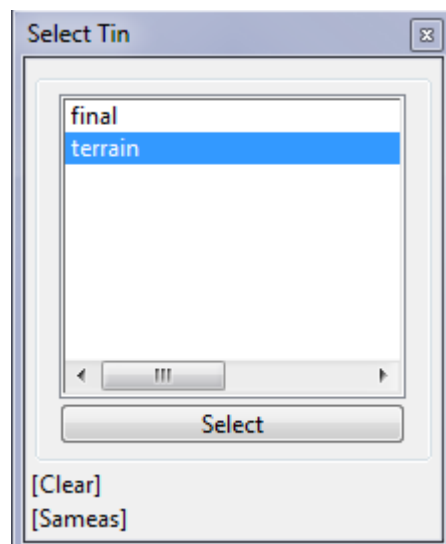 Select Tin
final
terrain
Select
[Clear]
[Sameas]